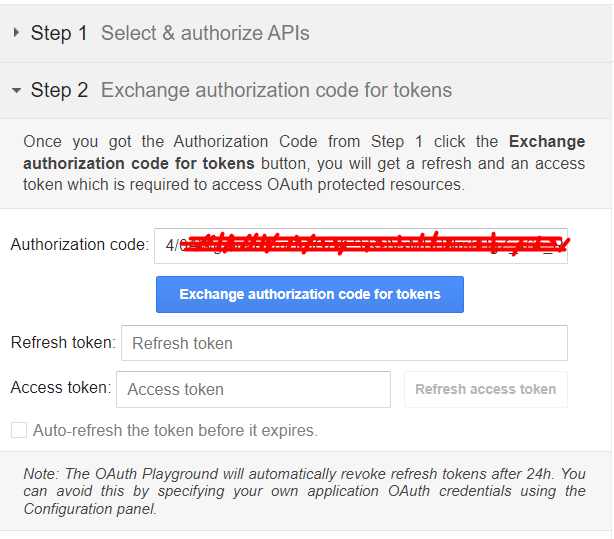 Step 1 Select & authorize APIs
Step 2 Exchange authorization code for tokens
Once you got the Authorization Code from Step 1 click the Exchange
authorization code for tokens button, you will get a refresh and an access
token which is required to access OAuth protected resources.
Authorization code: 4/
Exchange authorization code for tokens
Refresh token: Refresh token
Access token: Access token Refresh access token
Auto-refresh the token before it expires.
Note: The OAuth Playground will automatically revoke refresh tokens after 24h. You
can avoid this by specifying your own application OAuth credentials using the
Configuration panel.